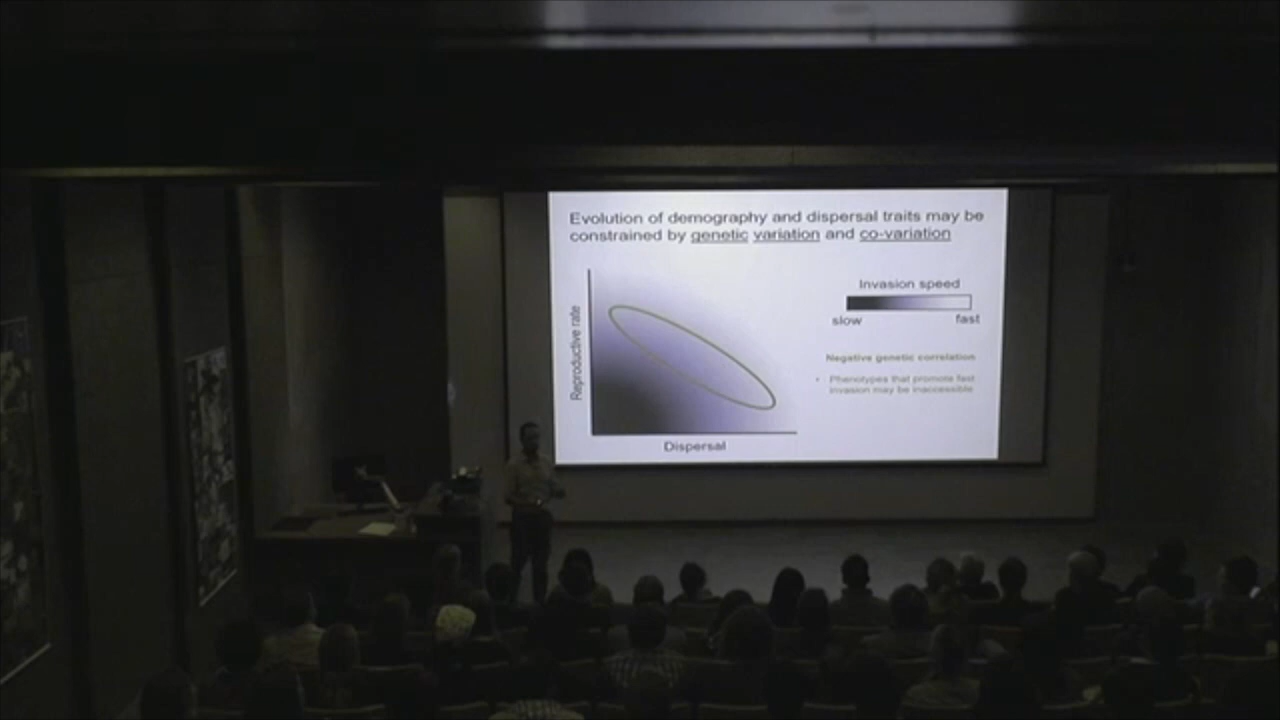 Evolution of demography and dispersal traits may be
constrained by genetic variation and co-variation
Invasion speed
slow fast
Reproductive rate
Negative genetic correlation
• Phenotypes that promote fast
invasion may be inaccessible
Dispersal